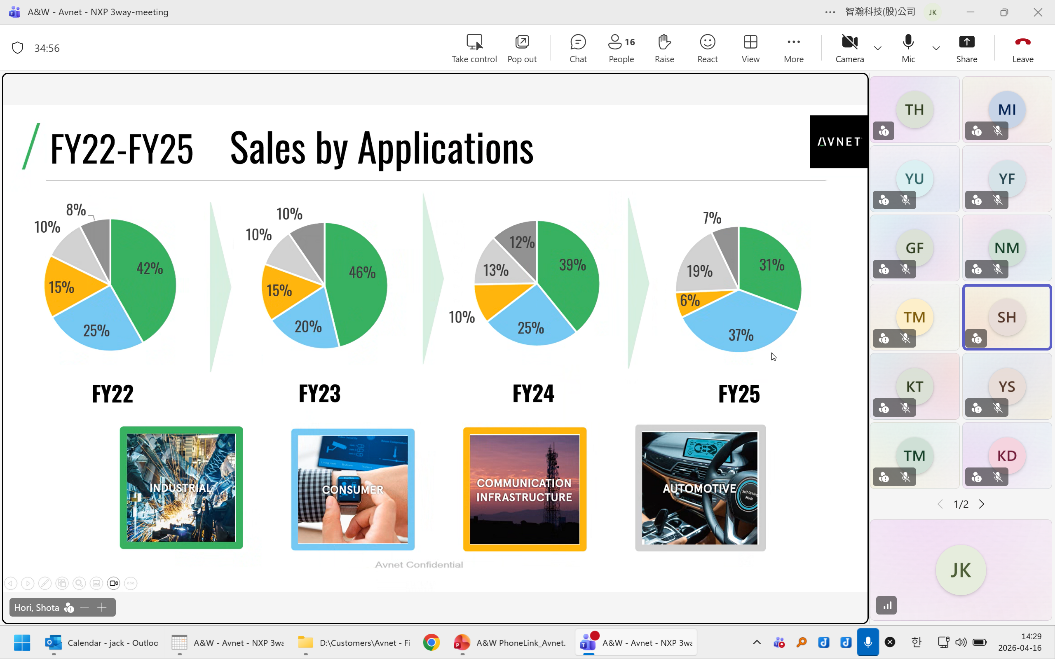 A&W - Avnet - NXP 3way-meeting
智瀚科技(股)公司
JK
34:56
Take control
Pop out
Chat
16
People
Raise
React
View
More
Camera
Mic
Share
Leave
FY22-FY25 Sales by Applications
AVNET
8%
10%
15%
25%
42%
10%
10%
15%
20%
46%
12%
13%
10%
25%
39%
7%
19%
6%
37%
31%
FY22
FY23
FY24
FY25
INDUSTRIAL
CONSUMER
COMMUNICATION
INFRASTRUCTURE
AUTOMOTIVE
Avnet Confidential
Hori, Shota
TH
MI
YU
YF
GF
NM
TM
SH
KT
YS
TM
KD
1/2
JK
Calendar - jack - Outloo
A&W - Avnet - NXP 3wa
D:\Customers\Avnet - Fi
A&W PhoneLink_Avnet.
A&W - Avnet - NXP 3wa
한
14:29
2026-04-16